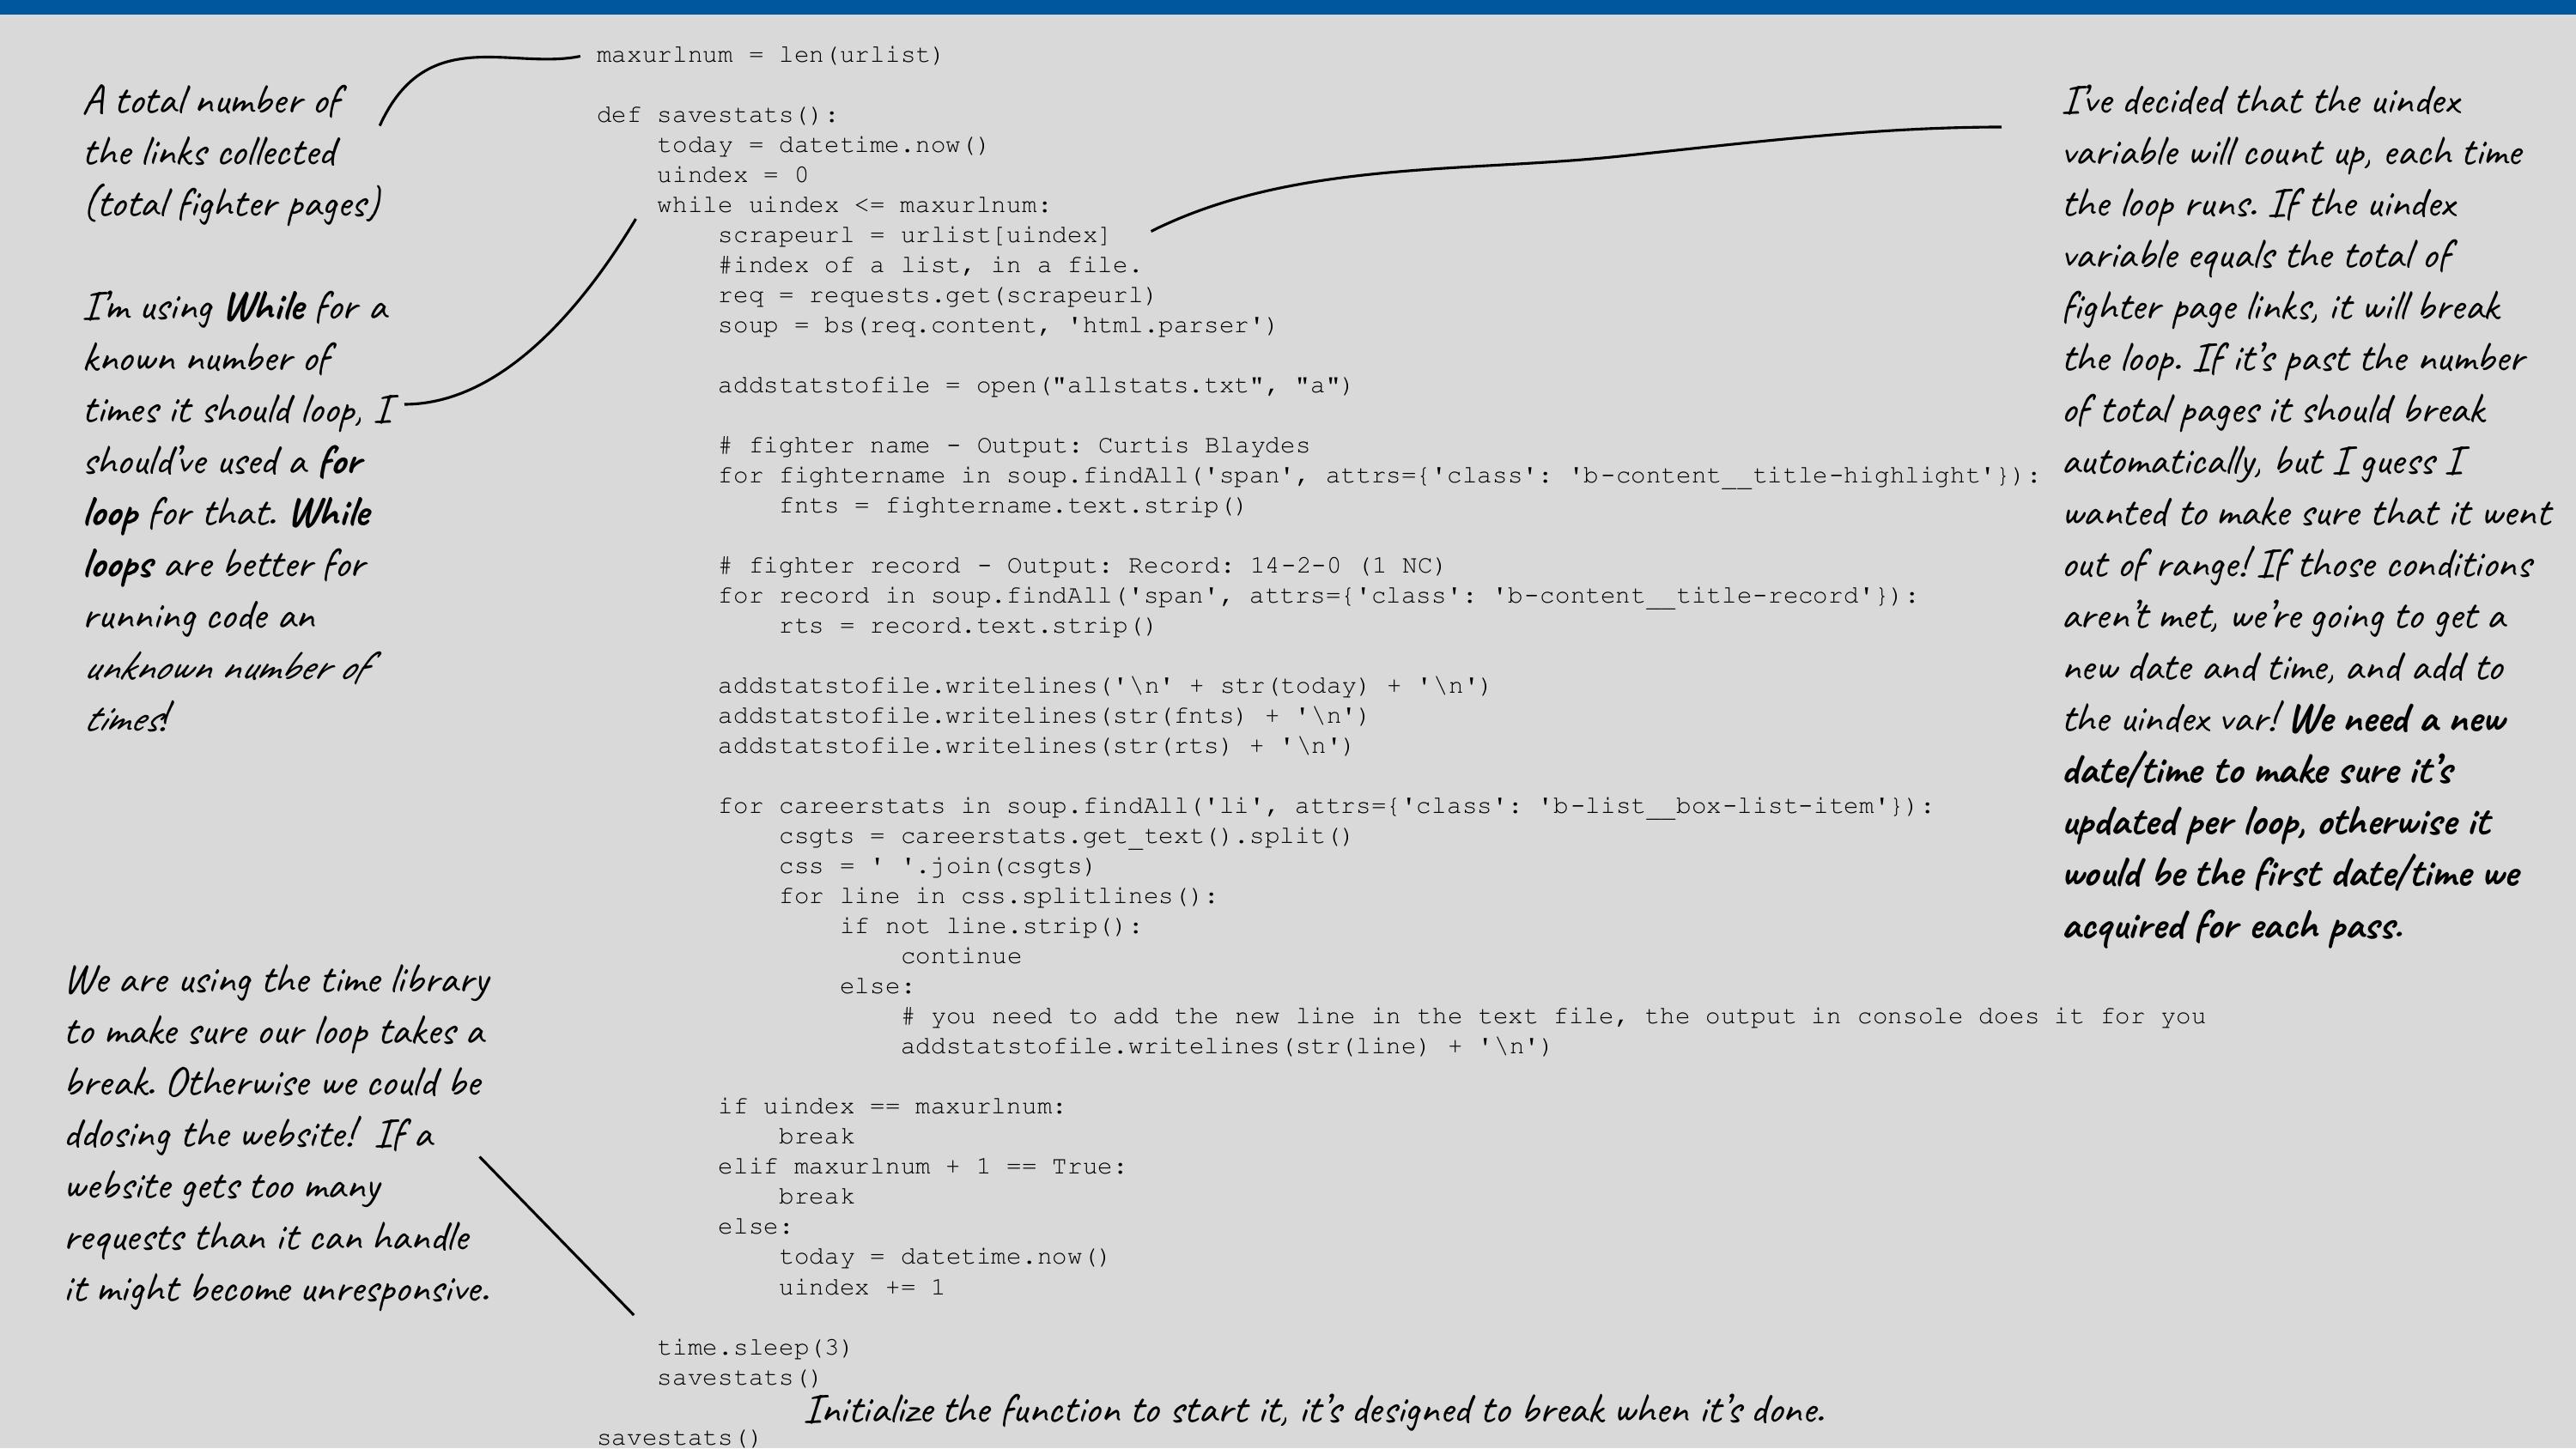 maxurlnum = len(urlist)
A total number of
the links collected
(total fighter pages)
I'm using While for a
known number of
times it should loop, I
should've used a for
loop for that. While
loops are better for
running code an
unknown number of
times!
We are using the time library
to make sure our loop takes a
break. Otherwise we could be
ddosing the website! If a
website gets too many
requests than it can handle
it might become unresponsive.
def savestats():
    today = datetime.now()
    uindex = 0
    while uindex <= maxurlnum:
        scrapeurl = urlist[uindex]
        #index of a list, in a file.
        req = requests.get(scrapeurl)
        soup = bs(req.content, 'html.parser')
        addstatstofile = open("allstats.txt", "a")
        # fighter name - Output: Curtis Blaydes
        for fightername in soup.findAll('span', attrs={'class': 'b-content__title-highlight'}):
            fnts = fightername.text.strip()
        # fighter record - Output: Record: 14-2-0 (1 NC)
        for record in soup.findAll('span', attrs={'class': 'b-content__title-record'}):
            rts = record.text.strip()
        addstatstofile.writelines('\n' + str(today) + '\n')
        addstatstofile.writelines(str(fnts) + '\n')
        addstatstofile.writelines(str(rts) + '\n')
        for careerstats in soup.findAll('li', attrs={'class': 'b-list__box-list-item'}):
            csgts = careerstats.get_text().split()
            css = ' '.join(csgts)
            for line in css.splitlines():
                if not line.strip():
                    continue
                else:
                    # you need to add the new line in the text file, the output in console does it for you
                    addstatstofile.writelines(str(line) + '\n')
        if uindex == maxurlnum:
            break
        elif maxurlnum + 1 == True:
            break
        else:
            today = datetime.now()
            uindex += 1
    time.sleep(3)
    savestats()
savestats()
Initialize the function to start it, it's designed to break when it's done.
I've decided that the uindex
variable will count up, each time
the loop runs. If the uindex
variable equals the total of
fighter page links, it will break
the loop. If it's past the number
of total pages it should break
automatically, but I guess I
wanted to make sure that it went
out of range! If those conditions
aren't met, we're going to get a
new date and time, and add to
the uindex var! We need a new
date/time to make sure it's
updated per loop, otherwise it
would be the first date/time we
acquired for each pass.